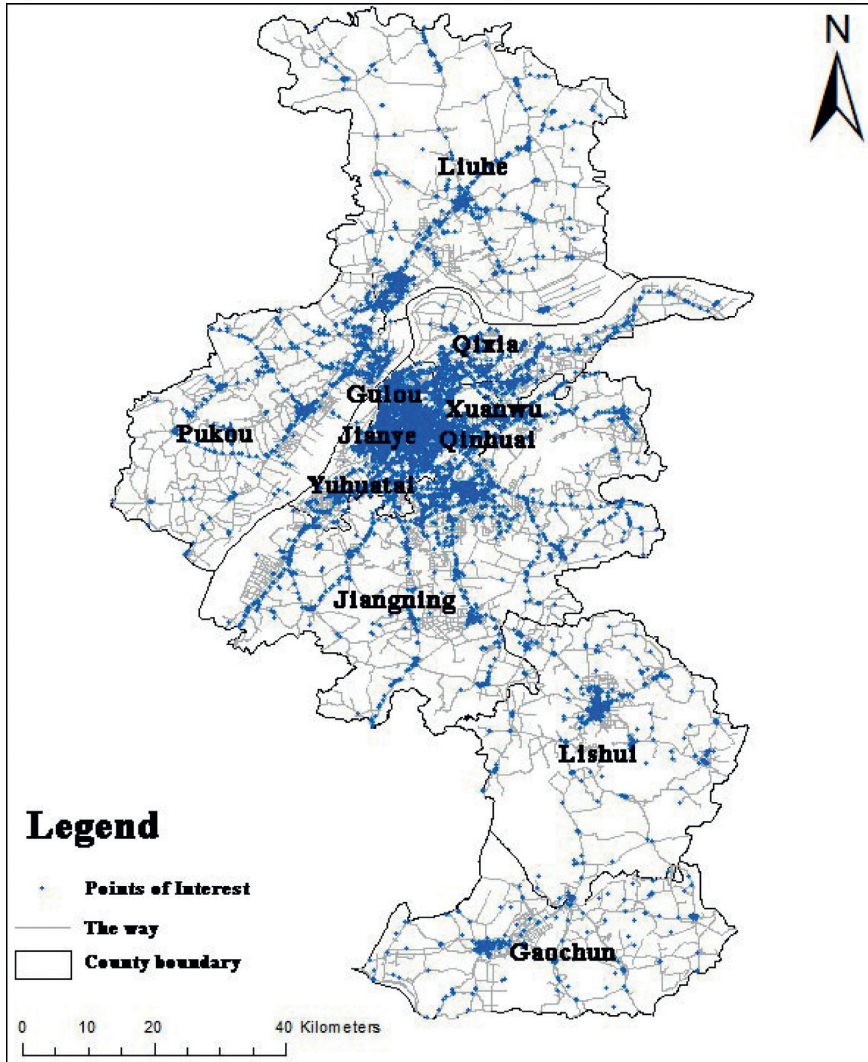 N
Liuhe
Qixia
Gulou
Xuanwu
Pukou
Jianye
Qinhuai
Yuhuatai
Jiangning
Lishui
Gaochun
Legend
Points of Interest
The way
County boundary
0 10 20 40 Kilometers